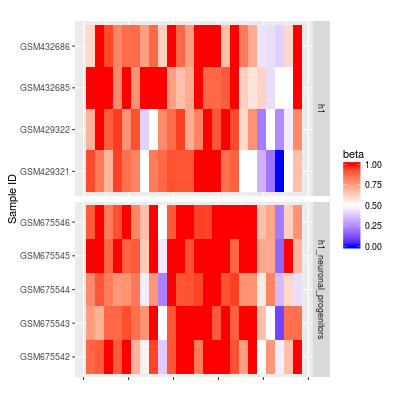 GSM432686
GSM432685
GSM429322
GSM429321
h1
GSM675546
GSM675545
GSM675544
GSM675543
GSM675542
h1_neuronal_progenitors
Sample ID
beta
1.00
0.75
0.50
0.25
0.00